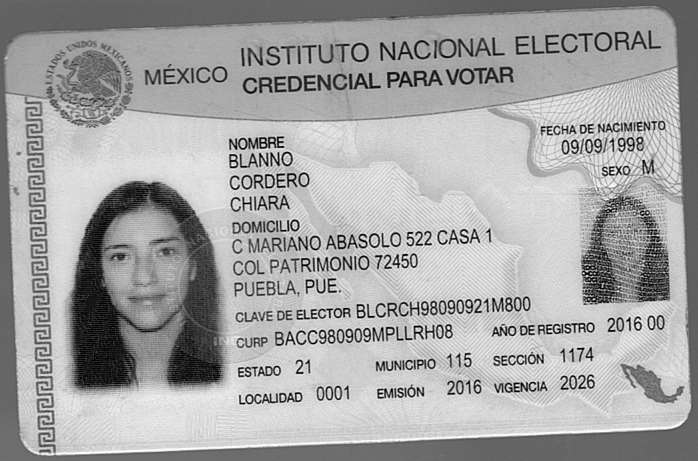 ESTADOS UNIDOS MEXICANOS
MÉXICO INSTITUTO NACIONAL ELECTORAL
CREDENCIAL PARA VOTAR
NOMBRE
BLANNO
CORDERO
CHIARA
FECHA DE NACIMIENTO
09/09/1998
SEXO M
DOMICILIO
C MARIANO ABASOLO 522 CASA 1
COL PATRIMONIO 72450
PUEBLA, PUE.
CLAVE DE ELECTOR BLCRCH98090921M800
CURP BACC980909MPLLRH08 AÑO DE REGISTRO 2016 00
ESTADO 21 MUNICIPIO 115 SECCIÓN 1174
LOCALIDAD 0001 EMISIÓN 2016 VIGENCIA 2026